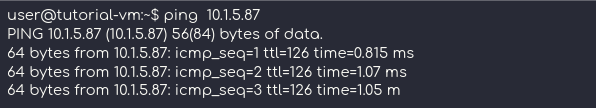 user@tutorial-vm:~$ ping  10.1.5.87
PING 10.1.5.87 (10.1.5.87) 56(84) bytes of data.
64 bytes from 10.1.5.87: icmp_seq=1 ttl=126 time=0.815 ms
64 bytes from 10.1.5.87: icmp_seq=2 ttl=126 time=1.07 ms
64 bytes from 10.1.5.87: icmp_seq=3 ttl=126 time=1.05 m